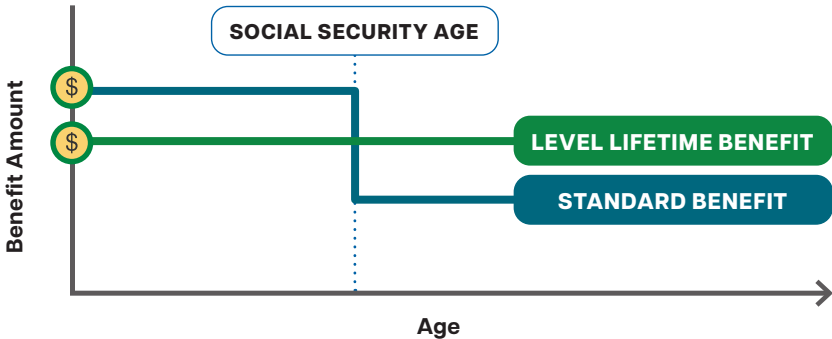 SOCIAL SECURITY AGE
$
$
Benefit Amount
LEVEL LIFETIME BENEFIT
STANDARD BENEFIT
Age